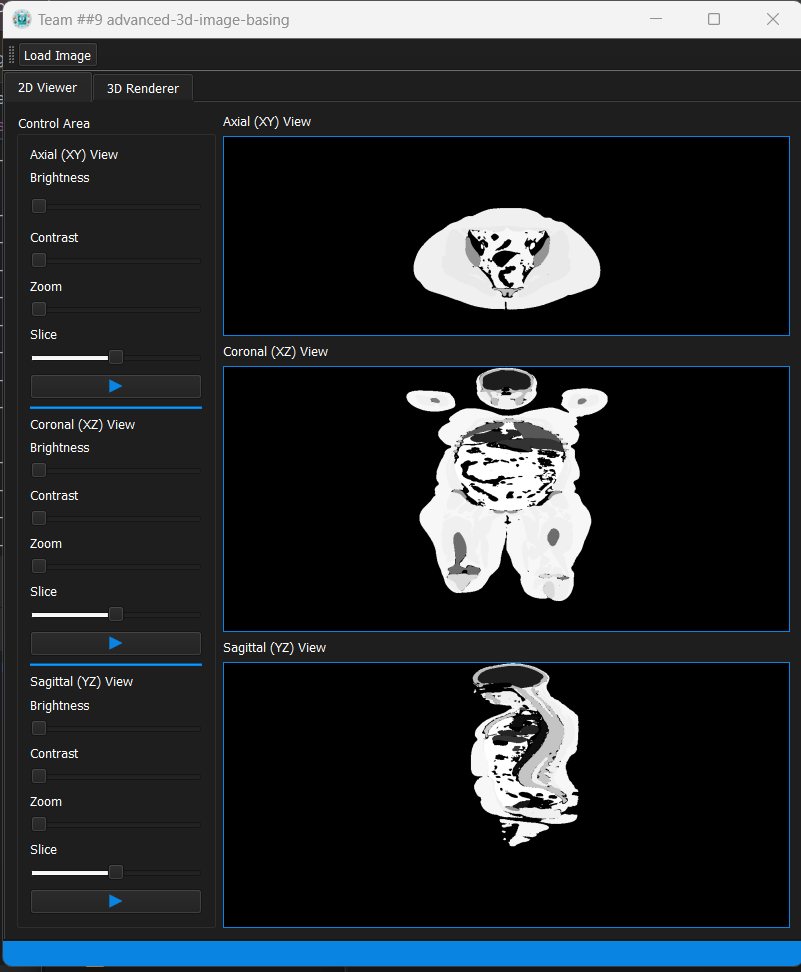 Team ##9 advanced-3d-image-basing
Load Image
2D Viewer
3D Renderer
Control Area
Axial (XY) View
Brightness
Contrast
Zoom
Slice
Coronal (XZ) View
Brightness
Contrast
Zoom
Slice
Sagittal (YZ) View
Brightness
Contrast
Zoom
Slice
Axial (XY) View
Coronal (XZ) View
Sagittal (YZ) View